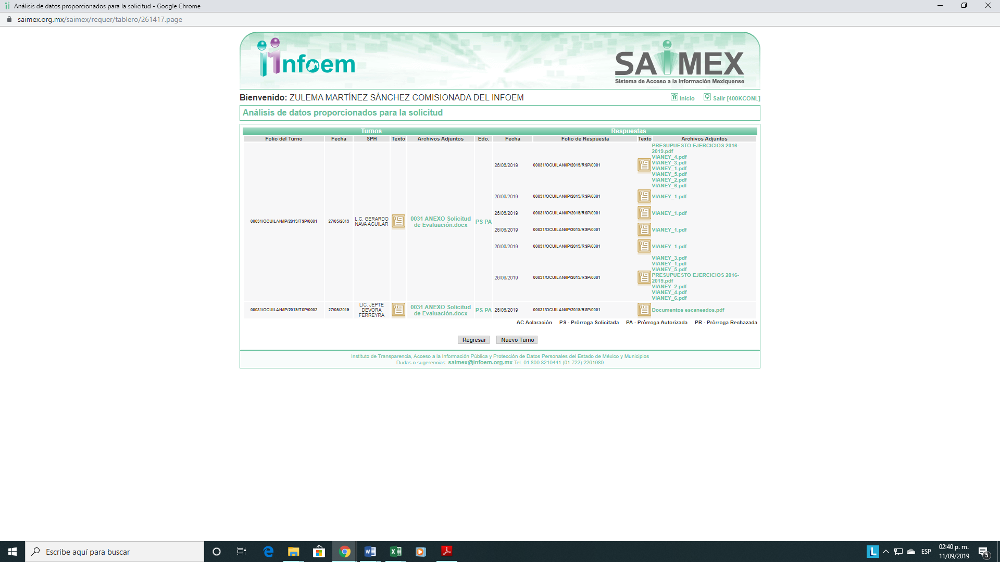 Análisis de datos proporcionados para la solicitud - Google Chrome
saimex.org.mx/saimex/requer/tablero/261417.page
infoem
SAIMEX
Sistema de Acceso a la Información Mexiquense
Bienvenido: ZULEMA MARTÍNEZ SÁNCHEZ COMISIONADA DEL INFOEM
Inicio Salir [400KCONL]
Análisis de datos proporcionados para la solicitud
Turnos Respuestas
Folio del Turno Fecha SPH Texto Archivos Adjuntos Edo. Fecha Folio de Respuesta Texto Archivos Adjuntos
00031/OCUILAN/IP/2019/TSP/0001 27/05/2019 L.C. GERARDO
NAVA AGUILAR
0031 ANEXO Solicitud
de Evaluación.docx
PS PA
26/06/2019 00031/OCUILAN/IP/2019/RSP/0001
PRESUPUESTO EJERCICIOS 2016-
2019.pdf
VIANEY_4.pdf
VIANEY_3.pdf
VIANEY_1.pdf
VIANEY_5.pdf
VIANEY_2.pdf
VIANEY_6.pdf
26/06/2019 00031/OCUILAN/IP/2019/RSP/0001 VIANEY_1.pdf
26/06/2019 00031/OCUILAN/IP/2019/RSP/0001 VIANEY_1.pdf
26/06/2019 00031/OCUILAN/IP/2019/RSP/0001 VIANEY_1.pdf
26/06/2019 00031/OCUILAN/IP/2019/RSP/0001 VIANEY_1.pdf
26/06/2019 00031/OCUILAN/IP/2019/RSP/0001
VIANEY_3.pdf
VIANEY_1.pdf
VIANEY_5.pdf
PRESUPUESTO EJERCICIOS 2016-
2019.pdf
VIANEY_2.pdf
VIANEY_4.pdf
VIANEY_6.pdf
00031/OCUILAN/IP/2019/TSP/0002 27/05/2019 LIC. JEPTE
DEVORA
FERREYRA
0031 ANEXO Solicitud
de Evaluación.docx
PS PA 26/06/2019 00031/OCUILAN/IP/2019/RSP/0001 Documentos escaneados.pdf
AC Aclaración PS - Prórroga Solicitada PA - Prórroga Autorizada PR - Prórroga Rechazada
Regresar Nuevo Turno
Instituto de Transparencia, Acceso a la Información Pública y Protección de Datos Personales del Estado de México y Municipios
Dudas o sugerencias: saimex@infoem.org.mx Tel. 01 800 8210441 (01 722) 2261980
Escribe aquí para buscar
L ESP 02:40 p. m.
11/09/2019
5